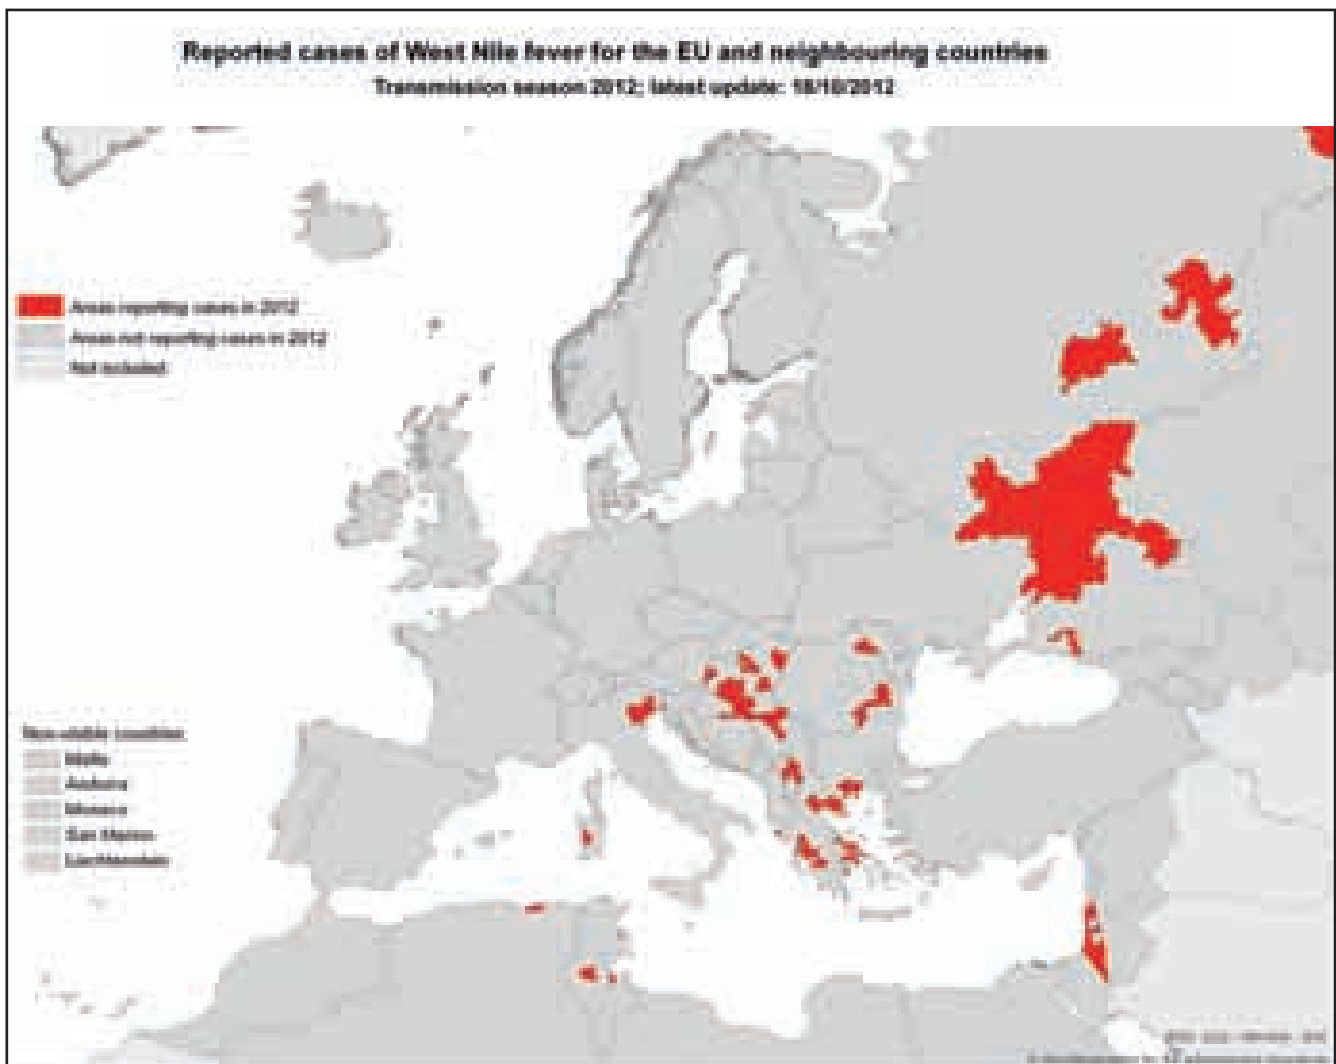 Reported cases of West Nile fever for the EU and neighbouring countries
Transmission season 2012; latest update: 18/10/2012
Areas reporting cases in 2012
Areas not reporting cases in 2012
Not included
Non-visible countries
Malta
Andorra
Monaco
San Marino
Liechtenstein